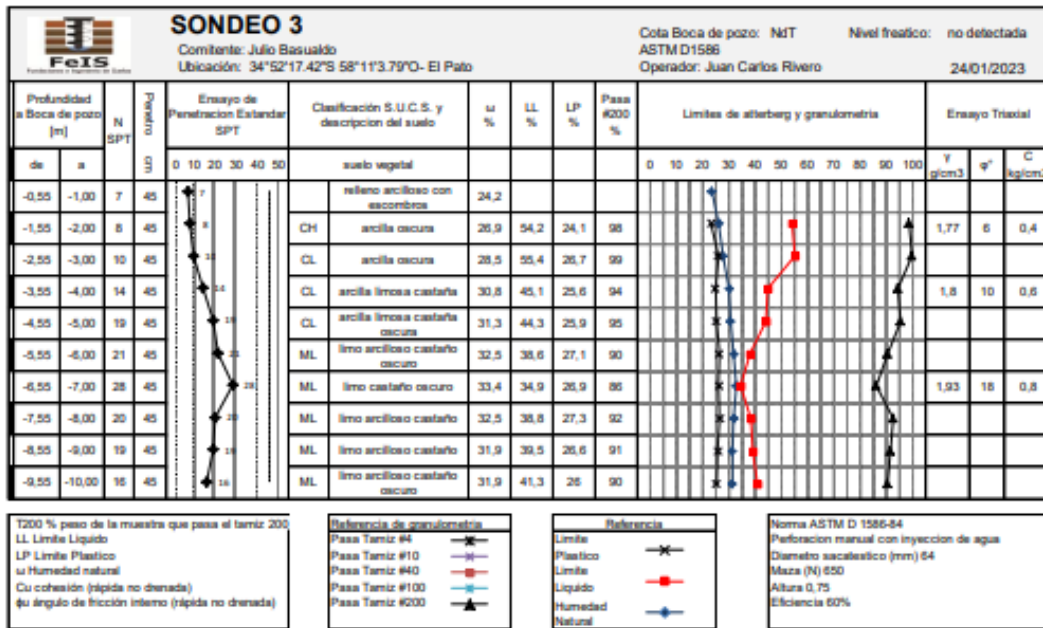 SONDEO 3
Comitente: Julio Basualdo
Ubicación: 34°52'17.42"S 58°11'3.79"O- El Pato
Cota Boca de pozo: NdT Nivel freatico: no detectada
ASTM D1586
Operador: Juan Carlos Rivero 24/01/2023
FeIS
Profundidad a Boca de pozo [m] N SPT Penetro cm Ensayo de Penetracion Estandar SPT Clasificación S.U.C.S. y descripcion del suelo ω % LL % LP % Pasa #200 % Limites de atterberg y granulometria Ensayo Triaxial
de a 0 10 20 30 40 50 suelo vegetal 0 10 20 30 40 50 60 70 80 90 100 γ g/cm3 φ° C kg/cm2
-0,55 -1,00 7 45 7 relleno arcilloso con escombros 24,2
-1,55 -2,00 8 45 8 CH arcilla oscura 26,9 54,2 24,1 98 1,77 6 0,4
-2,55 -3,00 10 45 10 CL arcilla oscura 28,5 55,4 26,7 99
-3,55 -4,00 14 45 14 CL arcilla limosa castaña 30,8 45,1 25,6 94 1,8 10 0,6
-4,55 -5,00 19 45 19 CL arcilla limosa castaña oscura 31,3 44,3 25,9 95
-5,55 -6,00 21 45 21 ML limo arcilloso castaño oscuro 32,5 38,6 27,1 90
-6,55 -7,00 28 45 28 ML limo castaño oscuro 33,4 34,9 26,9 86 1,93 18 0,8
-7,55 -8,00 20 45 20 ML limo arcilloso castaño 32,5 38,8 27,3 92
-8,55 -9,00 19 45 19 ML limo arcilloso castaño 31,9 39,5 26,6 91
-9,55 -10,00 16 45 16 ML limo arcilloso castaño oscuro 31,9 41,3 26 90
T200 % peso de la muestra que pasa el tamiz 200
LL Limite Liquido
LP Limite Plastico
ω Humedad natural
Cu cohesión (rápida no drenada)
φu ángulo de fricción interno (rápida no drenada)
Referencia de granulometria
Pasa Tamiz #4
Pasa Tamiz #10
Pasa Tamiz #40
Pasa Tamiz #100
Pasa Tamiz #200
Referencia
Limite
Plastico
Limite
Liquido
Humedad
Natural
Norma ASTM D 1586-84
Perforacion manual con inyeccion de agua
Diametro sacatestico (mm) 64
Maza (N) 650
Altura 0,75
Eficiencia 60%